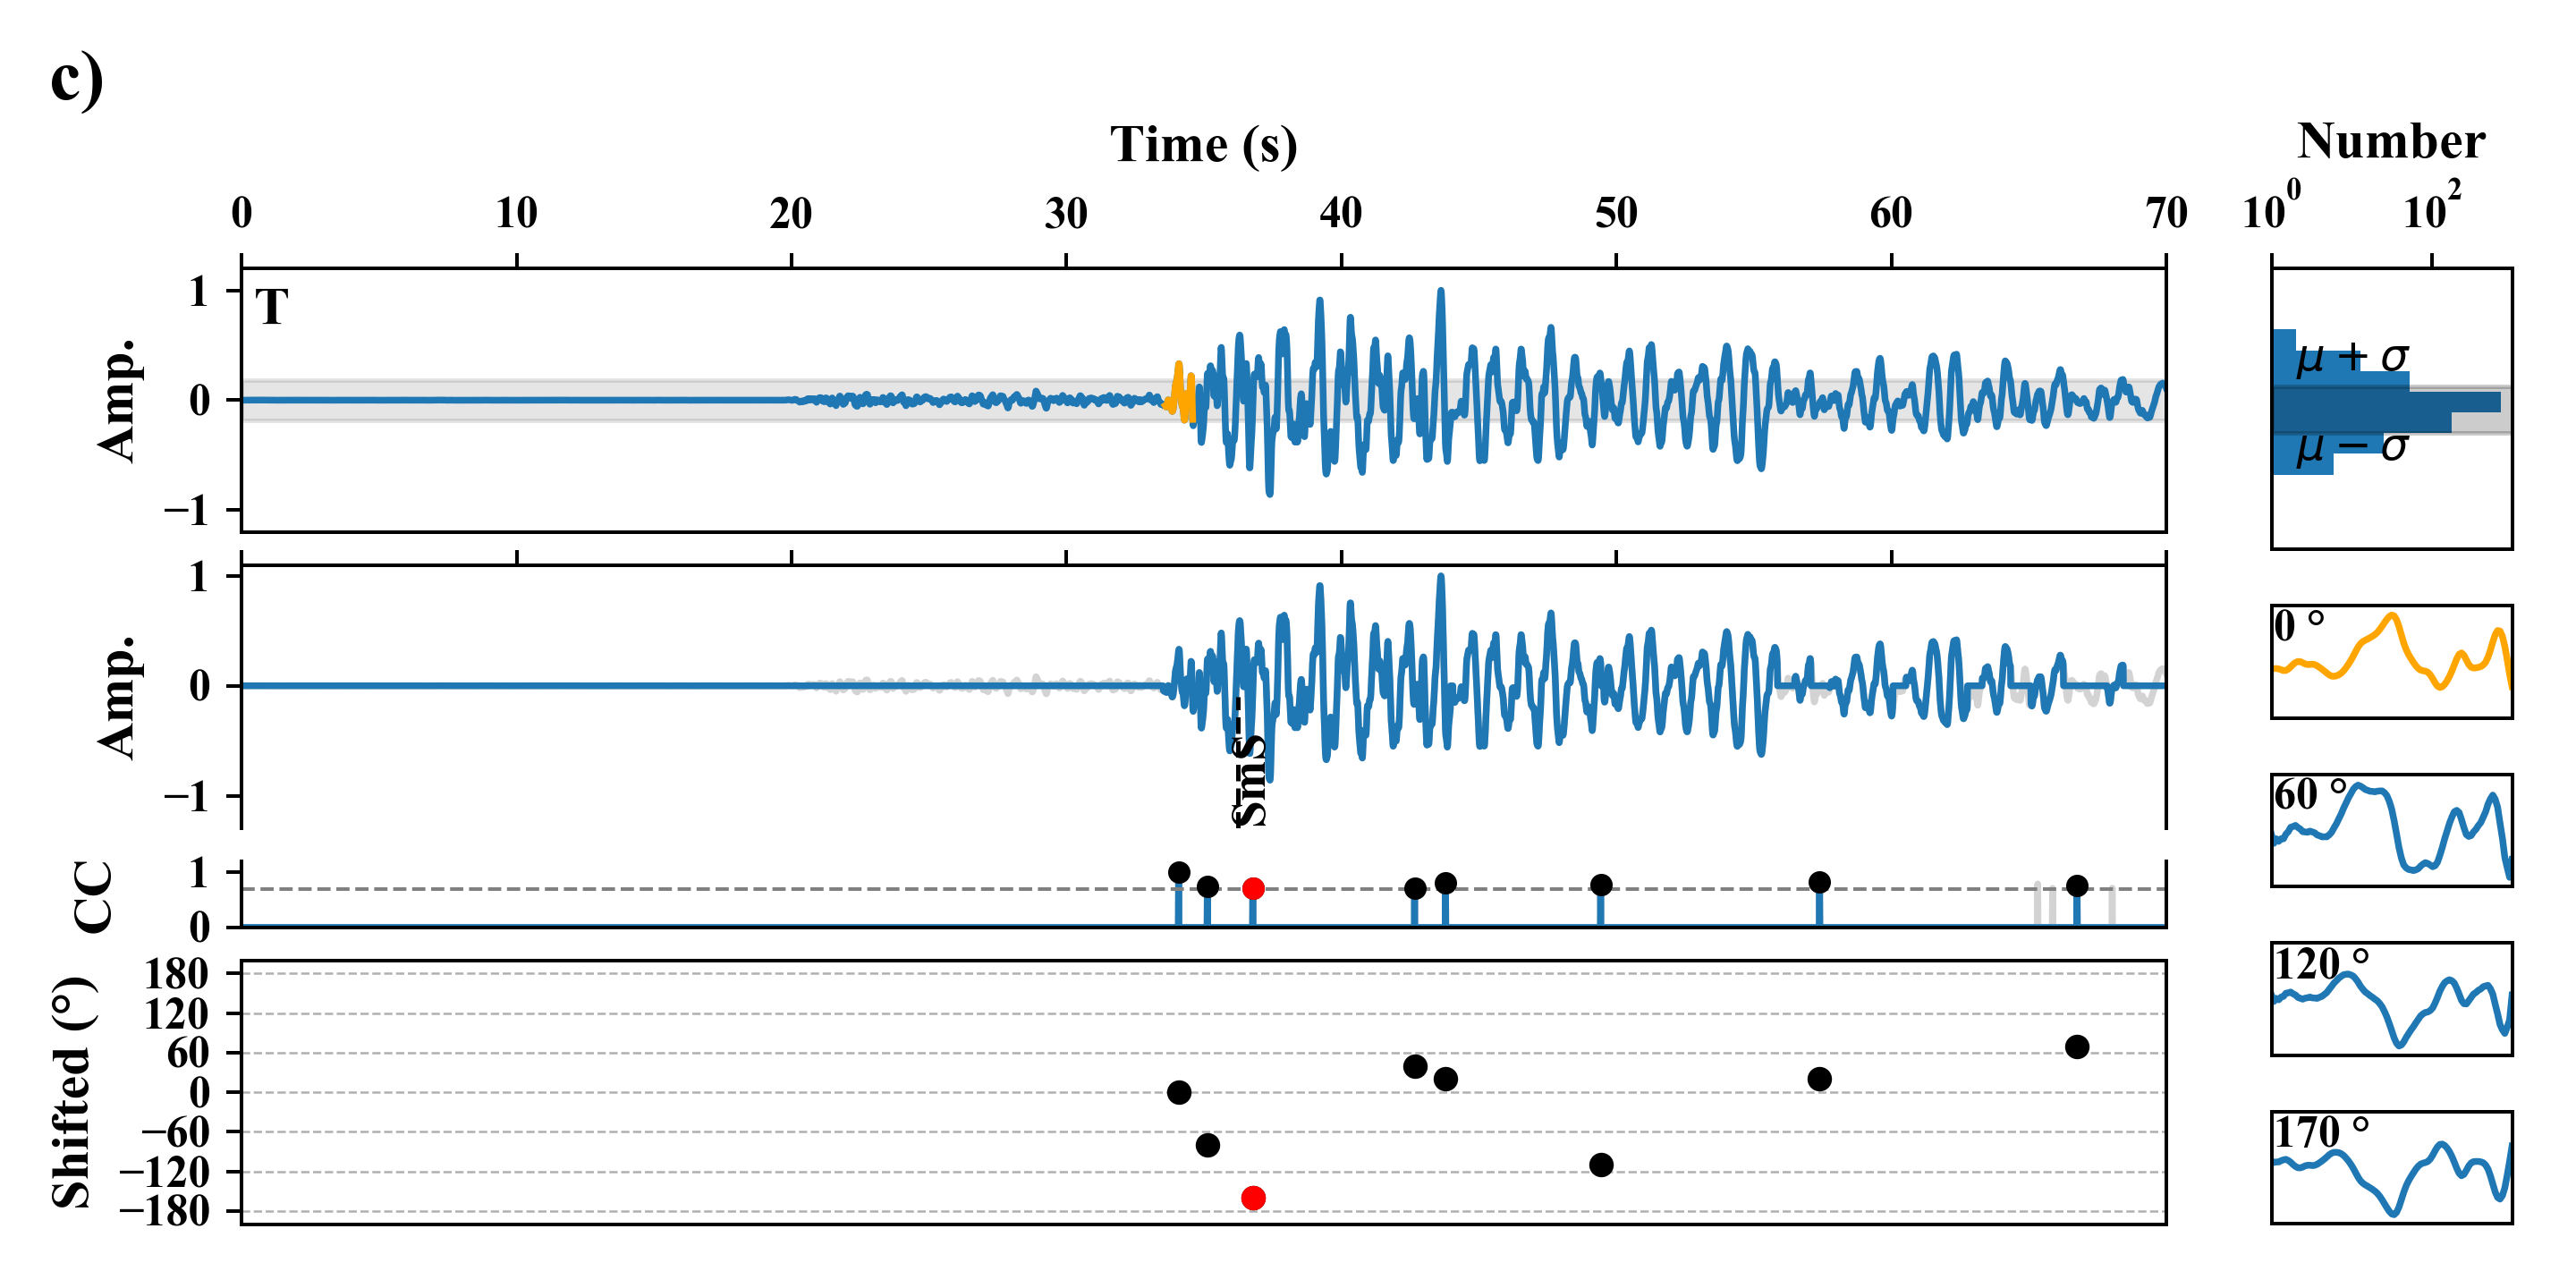 c)
Time (s)
Number
0 10 20 30 40 50 60 70
10^0 10^2
T
Amp.
1
0
−1
μ + σ
μ − σ
Amp.
1
0
−1
SmS
0 °
60 °
CC
1
0
120 °
Shifted (°)
180
120
60
0
−60
−120
−180
170 °